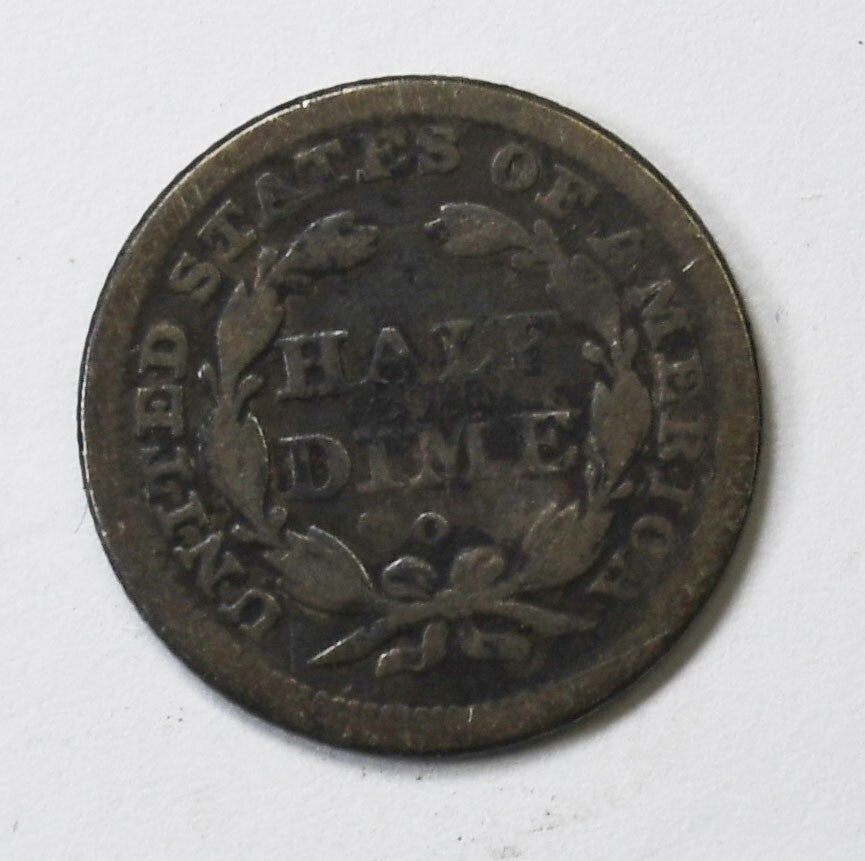 UNITED STATES OF AMERICA
HALF
DIME
O